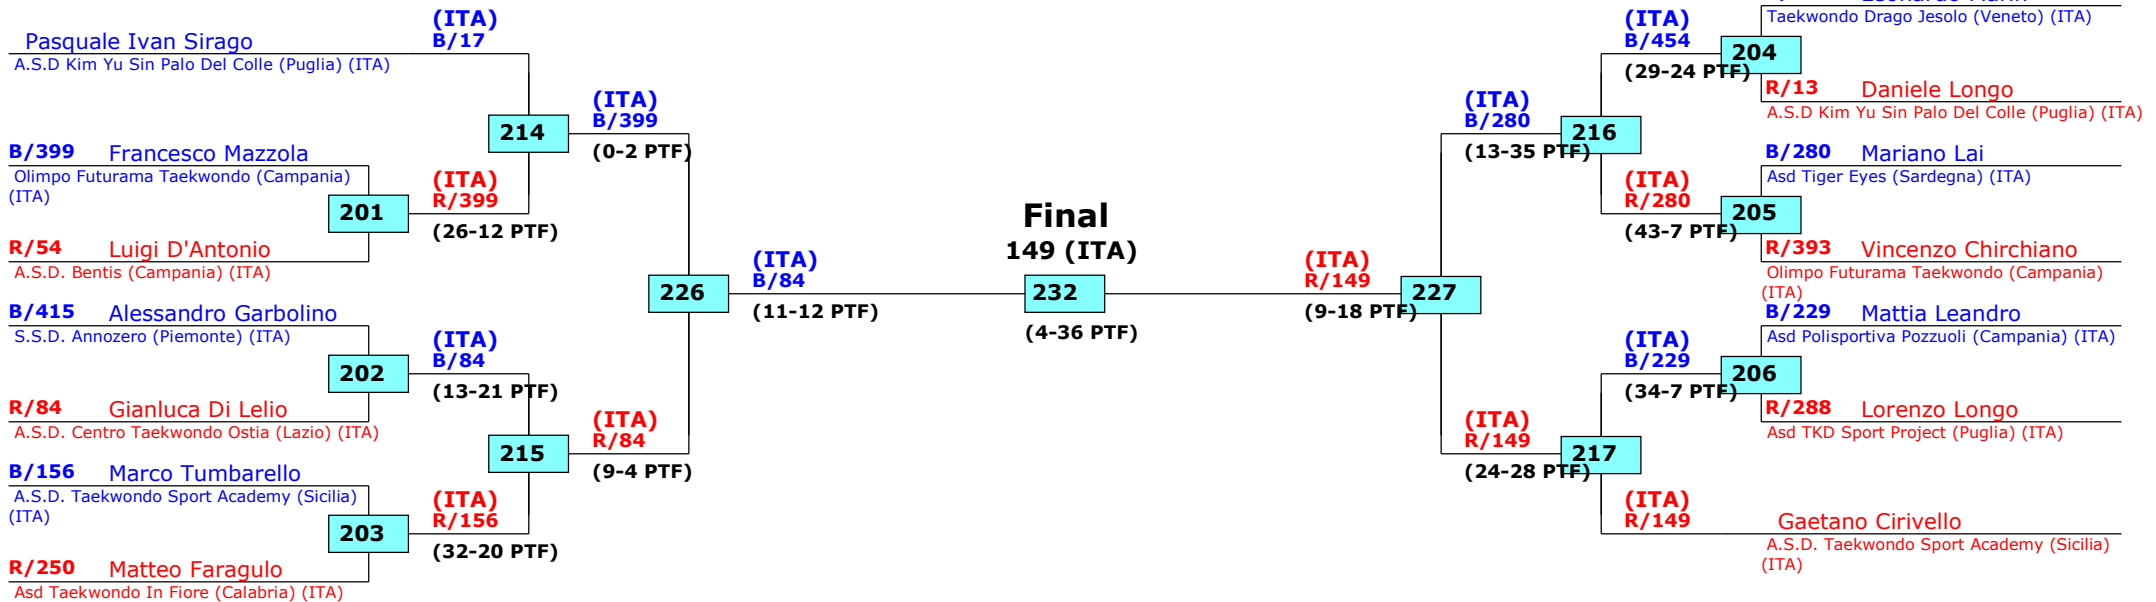 (ITA)
B/17
Pasquale Ivan Sirago
A.S.D Kim Yu Sin Palo Del Colle (Puglia) (ITA)
214
(ITA)
B/399
(0-2 PTF)
B/399 Francesco Mazzola
Olimpo Futurama Taekwondo (Campania)
(ITA)
201
(ITA)
R/399
(26-12 PTF)
R/54 Luigi D'Antonio
A.S.D. Bentis (Campania) (ITA)
226
(ITA)
B/84
(11-12 PTF)
B/415 Alessandro Garbolino
S.S.D. Annozero (Piemonte) (ITA)
202
(ITA)
B/84
(13-21 PTF)
R/84 Gianluca Di Lelio
A.S.D. Centro Taekwondo Ostia (Lazio) (ITA)
215
(ITA)
R/84
(9-4 PTF)
B/156 Marco Tumbarello
A.S.D. Taekwondo Sport Academy (Sicilia)
(ITA)
203
(ITA)
R/156
(32-20 PTF)
R/250 Matteo Faragulo
Asd Taekwondo In Fiore (Calabria) (ITA)
Final
149 (ITA)
232
(4-36 PTF)
Taekwondo Drago Jesolo (Veneto) (ITA)
(ITA)
B/454
(29-24 PTF)
204
R/13 Daniele Longo
A.S.D Kim Yu Sin Palo Del Colle (Puglia) (ITA)
(ITA)
B/280
(13-35 PTF)
216
B/280 Mariano Lai
Asd Tiger Eyes (Sardegna) (ITA)
(ITA)
R/280
(43-7 PTF)
205
R/393 Vincenzo Chirchiano
Olimpo Futurama Taekwondo (Campania)
(ITA)
(ITA)
R/149
(9-18 PTF)
227
B/229 Mattia Leandro
Asd Polisportiva Pozzuoli (Campania) (ITA)
(ITA)
B/229
(34-7 PTF)
206
R/288 Lorenzo Longo
Asd TKD Sport Project (Puglia) (ITA)
(ITA)
R/149
(24-28 PTF)
217
(ITA)
R/149
Gaetano Cirivello
A.S.D. Taekwondo Sport Academy (Sicilia)
(ITA)